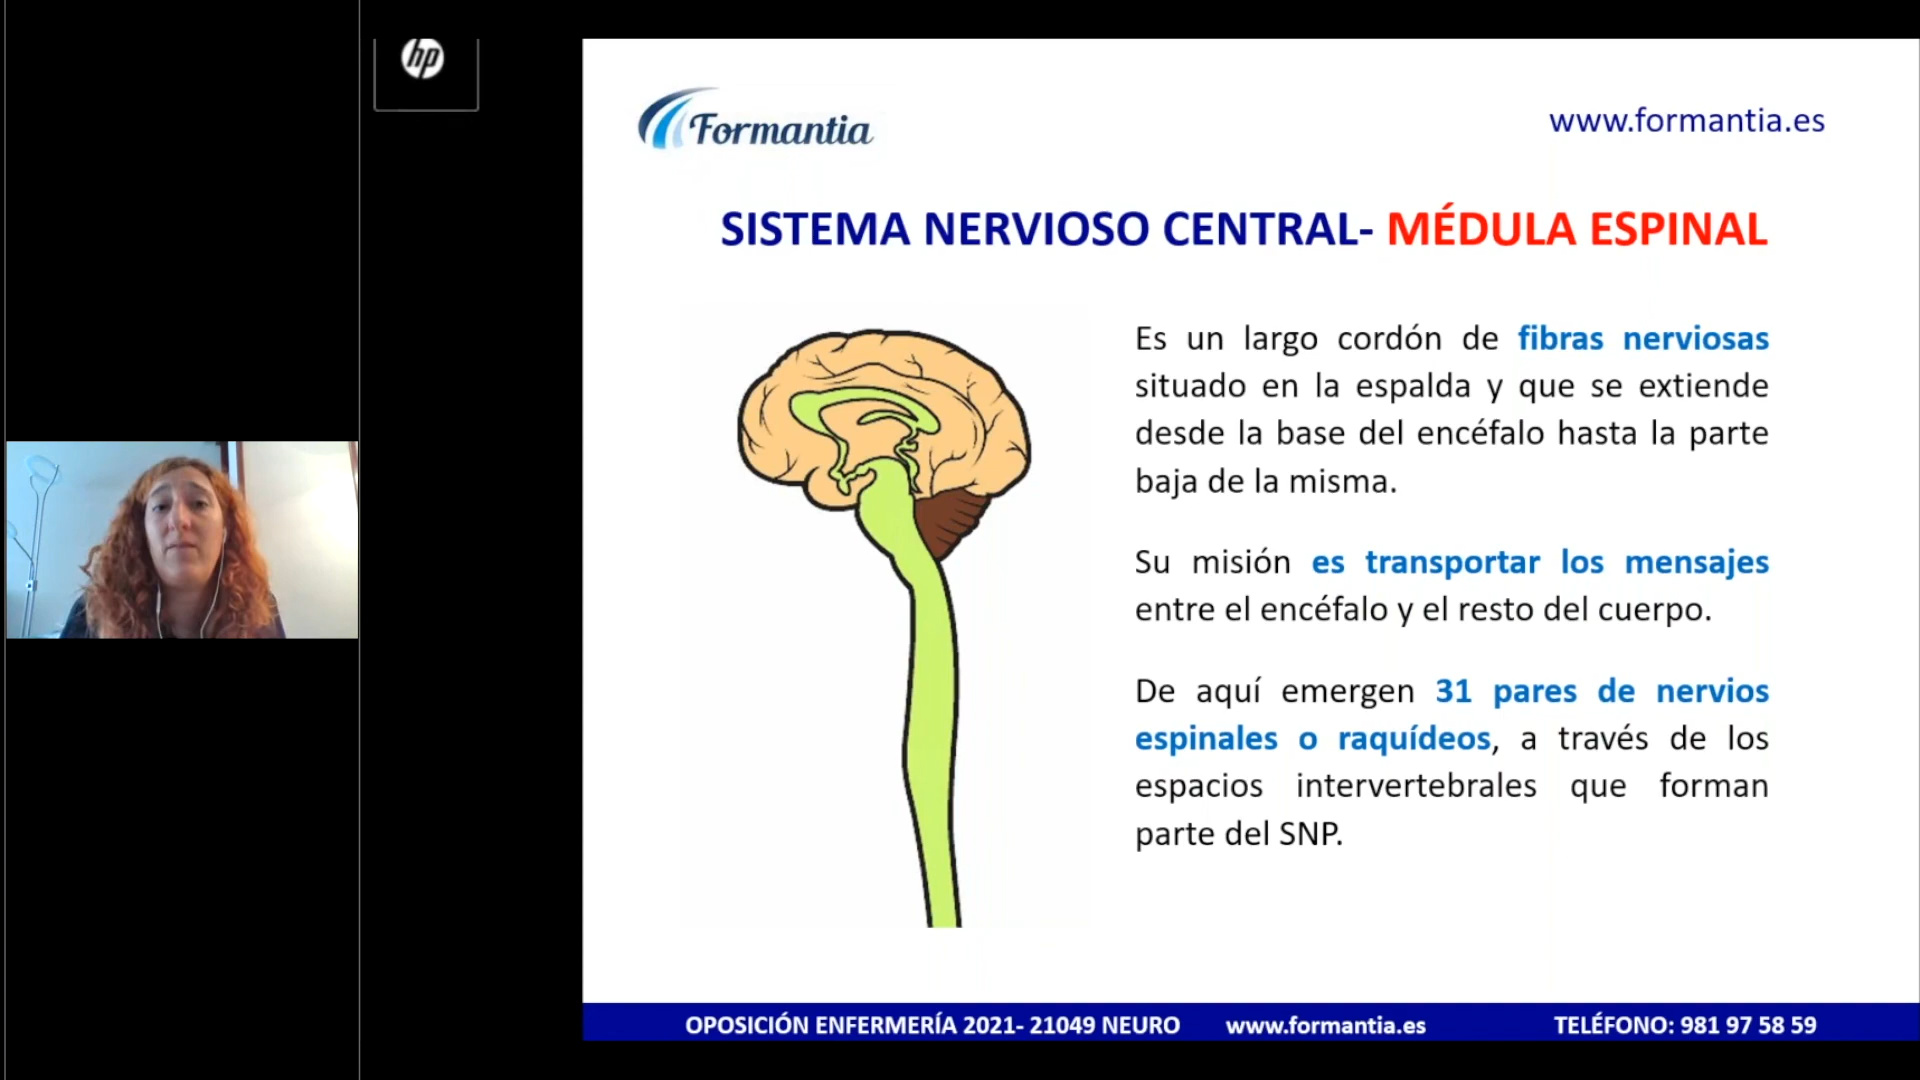 hp
Formantia
www.formantia.es
SISTEMA NERVIOSO CENTRAL- MÉDULA ESPINAL
Es un largo cordón de fibras nerviosas
situado en la espalda y que se extiende
desde la base del encéfalo hasta la parte
baja de la misma.
Su misión es transportar los mensajes
entre el encéfalo y el resto del cuerpo.
De aquí emergen 31 pares de nervios
espinales o raquídeos, a través de los
espacios intervertebrales que forman
parte del SNP.
OPOSICIÓN ENFERMERÍA 2021- 21049 NEURO www.formantia.es TELÉFONO: 981 97 58 59